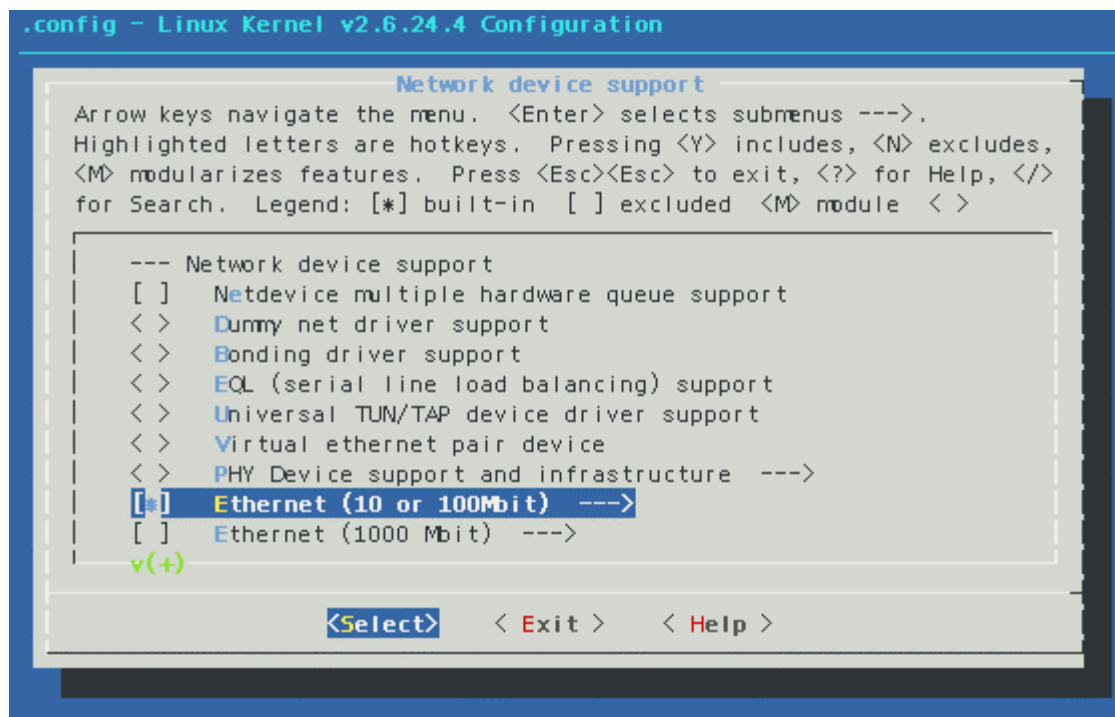 .config - Linux Kernel v2.6.24.4 Configuration
Network device support
Arrow keys navigate the menu.  <Enter> selects submenus --->.
Highlighted letters are hotkeys.  Pressing <Y> includes, <N> excludes,
<M> modularizes features.  Press <Esc><Esc> to exit, <?> for Help, </>
for Search.  Legend: [*] built-in  [ ] excluded  <M> module  < >
--- Network device support
[ ]   Netdevice multiple hardware queue support
< >   Dummy net driver support
< >   Bonding driver support
< >   EQL (serial line load balancing) support
< >   Universal TUN/TAP device driver support
< >   Virtual ethernet pair device
< >   PHY Device support and infrastructure  --->
[*]   Ethernet (10 or 100Mbit)  --->
[ ]   Ethernet (1000 Mbit)  --->
v(+)
<Select>    < Exit >    < Help >